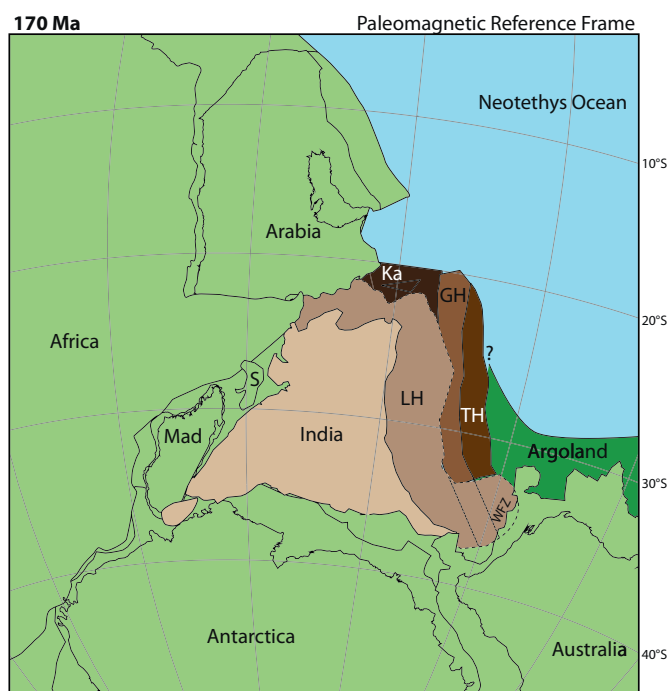 170 Ma
Paleomagnetic Reference Frame
Neotethys Ocean
10°S
Arabia
Ka
GH
20°S
Africa
?
S
LH
TH
Mad
India
Argoland
30°S
WFZ
Antarctica
Australia
40°S